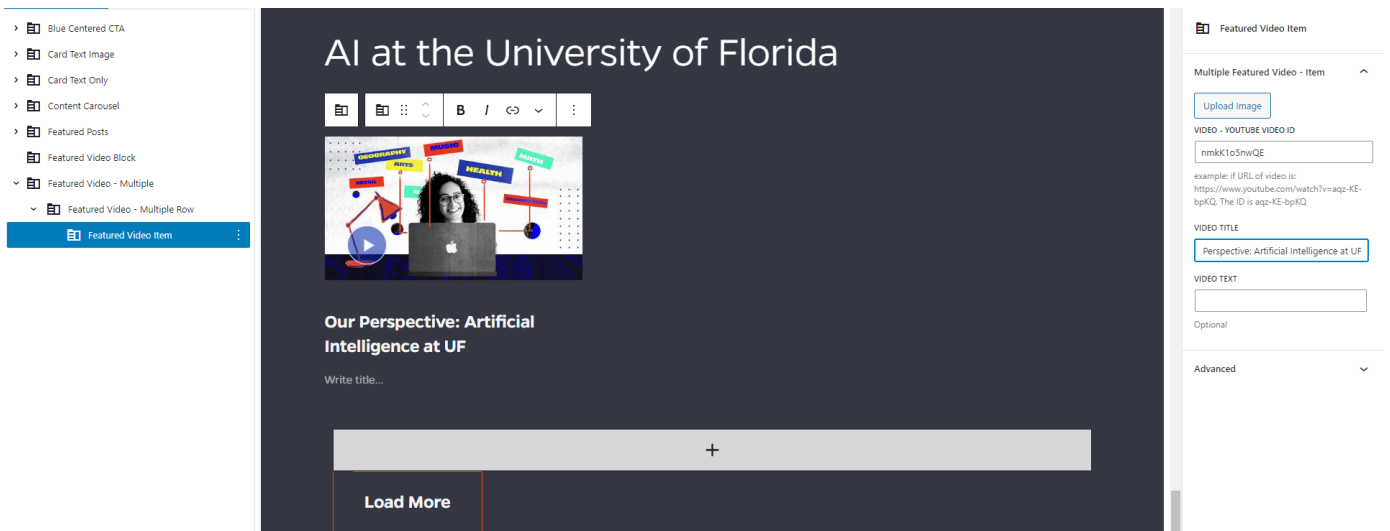 Blue Centered CTA
Card Text Image
Card Text Only
Content Carousel
Featured Posts
Featured Video Block
Featured Video - Multiple
Featured Video - Multiple Row
Featured Video Item
AI at the University of Florida
B I
GEOGRAPHY
MUSIC
ARTS
MATH
HEALTH
RETAIL
Our Perspective: Artificial
Intelligence at UF
Write title...
+
Load More
Featured Video Item
Multiple Featured Video - Item
Upload Image
VIDEO - YOUTUBE VIDEO ID
nmkK1o5nwQE
example: if URL of video is:
https://www.youtube.com/watch?v=aqz-KE-
bpKQ. The ID is aqz-KE-bpKQ
VIDEO TITLE
Perspective: Artificial Intelligence at UF
VIDEO TEXT
Optional
Advanced